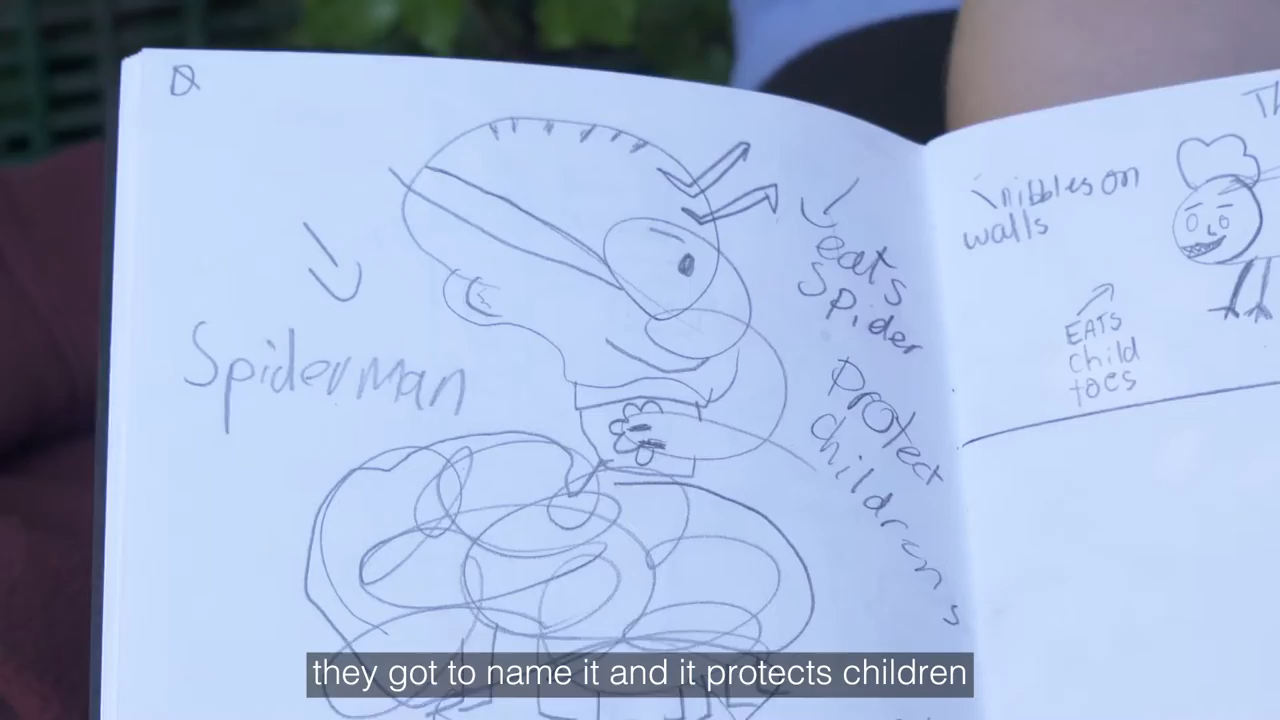 Spiderman
eats
Spider
protect
childrens
nibbles on
walls
EATS
child
toes
they got to name it and it protects children